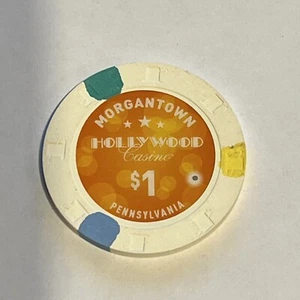 MORGANTOWN
HOLLYWOOD
Casino
$1
PENNSYLVANIA